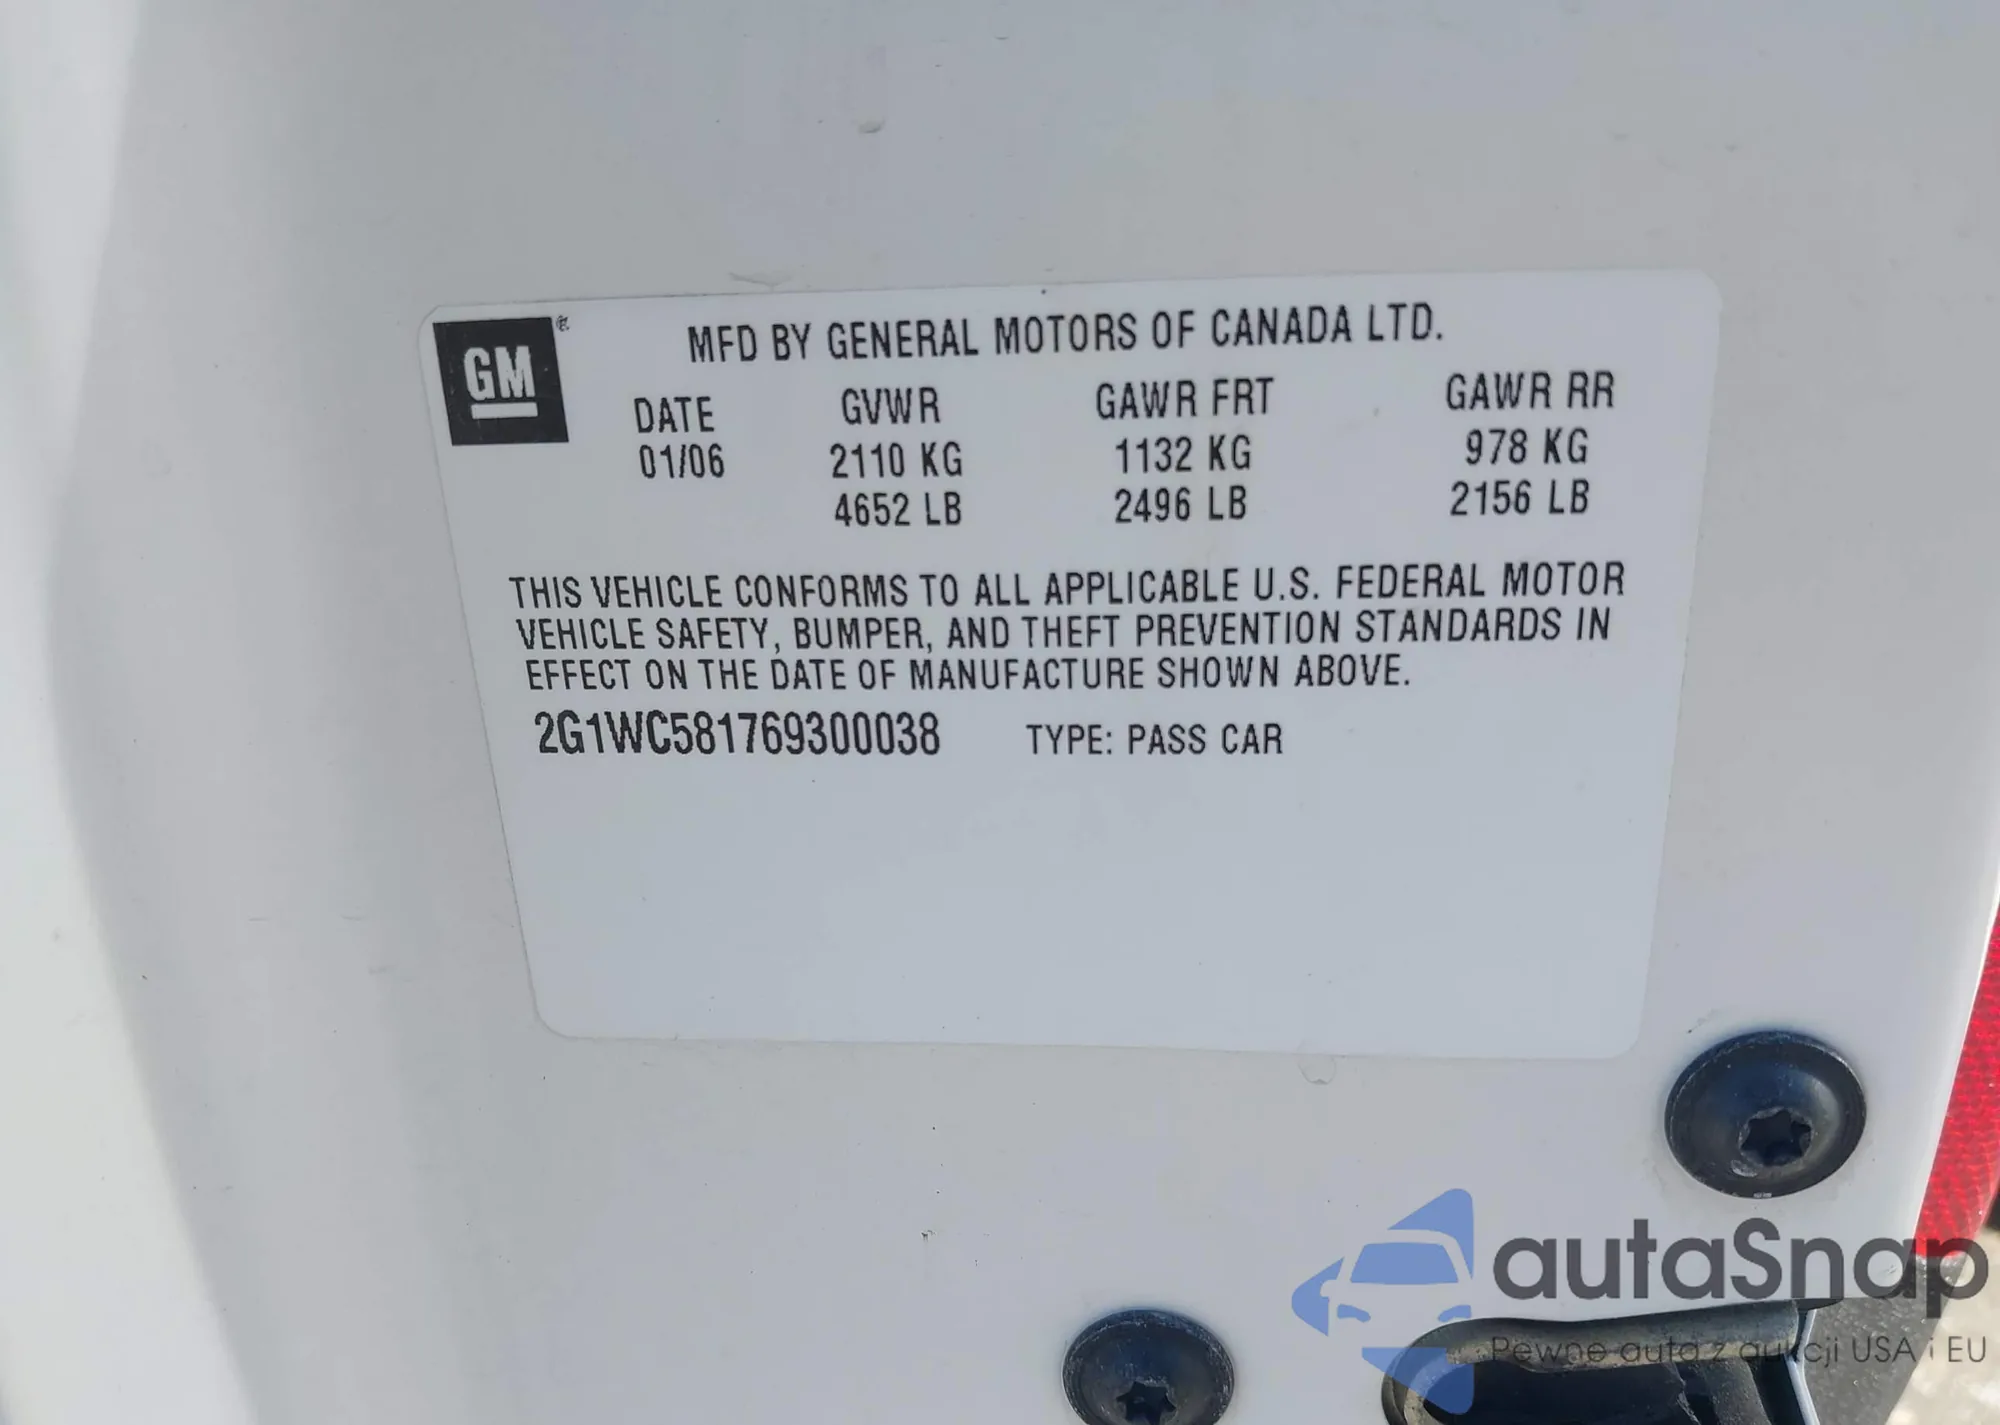 GM
MFD BY GENERAL MOTORS OF CANADA LTD.
DATE GVWR GAWR FRT GAWR RR
01/06 2110 KG 1132 KG 978 KG
4652 LB 2496 LB 2156 LB
THIS VEHICLE CONFORMS TO ALL APPLICABLE U.S. FEDERAL MOTOR
VEHICLE SAFETY, BUMPER, AND THEFT PREVENTION STANDARDS IN
EFFECT ON THE DATE OF MANUFACTURE SHOWN ABOVE.
2G1WC581769300038 TYPE: PASS CAR
autaSnap
Pewne auta z aukcji USA i EU